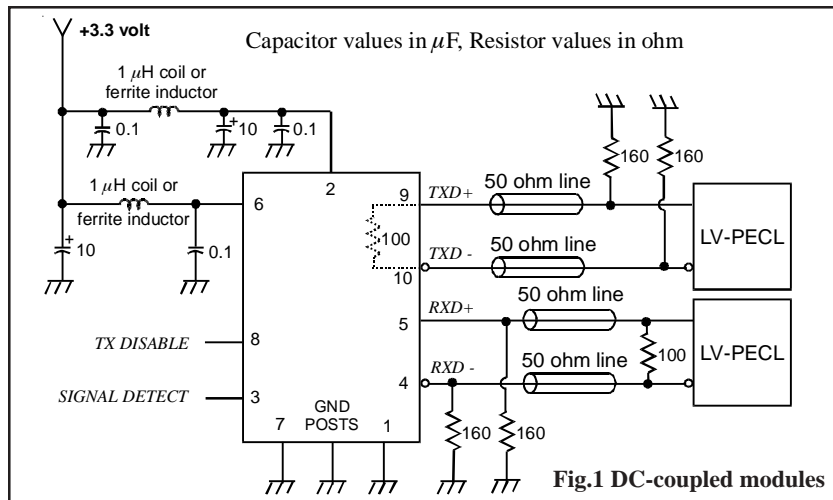 +3.3 volt
Capacitor values in µF, Resistor values in ohm
1 µH coil or
ferrite inductor
0.1
+
10
0.1
160
160
1 µH coil or
ferrite inductor
+
10
0.1
6
2
9
TXD+
50 ohm line
100
LV-PECL
10
TXD -
50 ohm line
5
RXD+
50 ohm line
100
LV-PECL
4
RXD -
50 ohm line
TX DISABLE
8
SIGNAL DETECT
3
7
GND
POSTS
1
160
160
Fig.1 DC-coupled modules